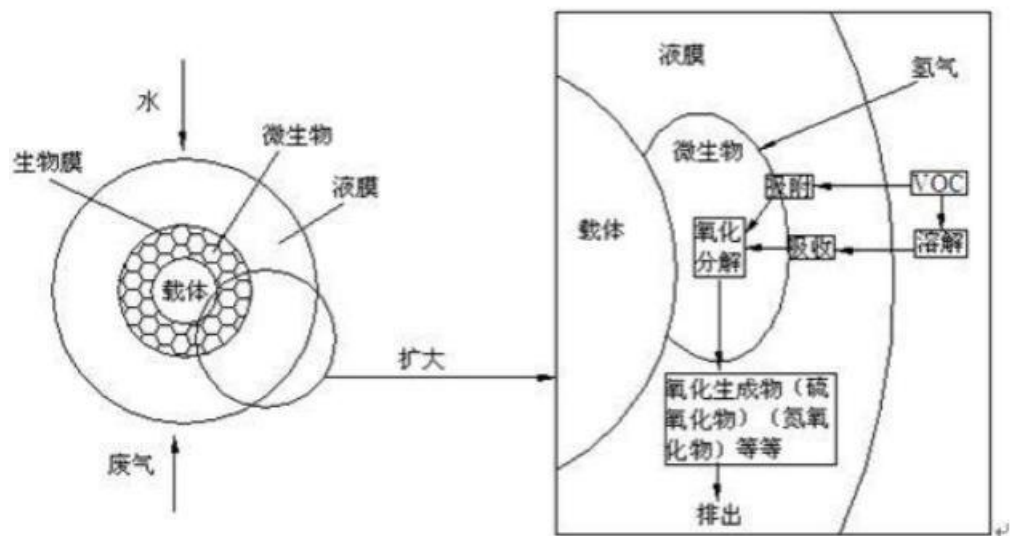 水
生物膜
微生物
液膜
载体
废气
扩大
液膜
氢气
微生物
载体
吸附
VOC
氧化
分解
吸收
溶解
氧化生成物（硫
氧化物）（氮氧
化物）等等
排出